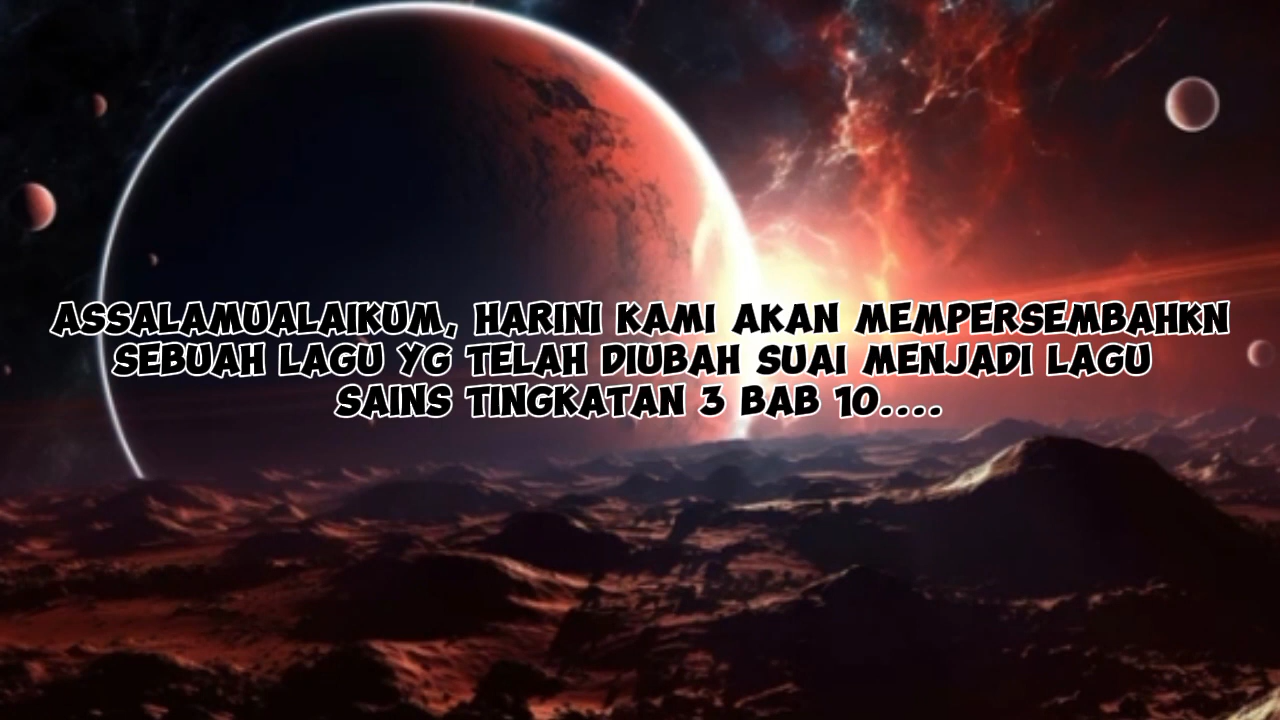 ASSALAMUALAIKUM, HARINI KAMI AKAN MEMPERSEMBAHKN
SEBUAH LAGU YG TELAH DIUBAH SUAI MENJADI LAGU
SAINS TINGKATAN 3 BAB 10....